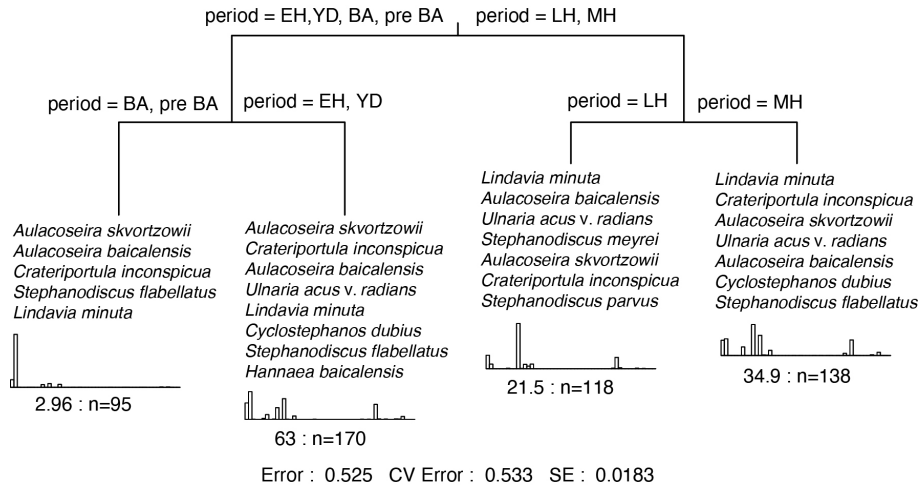 period = EH,YD, BA, pre BA
period = LH, MH
period = BA, pre BA
period = EH, YD
period = LH
period = MH
Aulacoseira skvortzowii
Aulacoseira baicalensis
Crateriportula inconspicua
Stephanodiscus flabellatus
Lindavia minuta
2.96 : n=95
Aulacoseira skvortzowii
Crateriportula inconspicua
Aulacoseira baicalensis
Ulnaria acus v. radians
Lindavia minuta
Cyclostephanos dubius
Stephanodiscus flabellatus
Hannaea baicalensis
63 : n=170
Lindavia minuta
Aulacoseira baicalensis
Ulnaria acus v. radians
Stephanodiscus meyrei
Aulacoseira skvortzowii
Crateriportula inconspicua
Stephanodiscus parvus
21.5 : n=118
Lindavia minuta
Crateriportula inconspicua
Aulacoseira skvortzowii
Ulnaria acus v. radians
Aulacoseira baicalensis
Cyclostephanos dubius
Stephanodiscus flabellatus
34.9 : n=138
Error : 0.525 CV Error : 0.533 SE : 0.0183